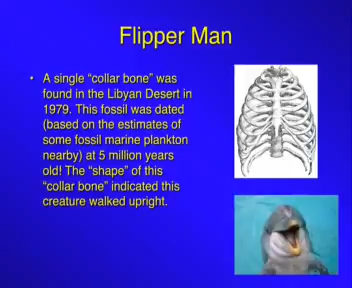 Flipper Man
• A single “collar bone” was
found in the Libyan Desert in
1979. This fossil was dated
(based on the estimates of
some fossil marine plankton
nearby) at 5 million years
old! The “shape” of this
“collar bone” indicated this
creature walked upright.